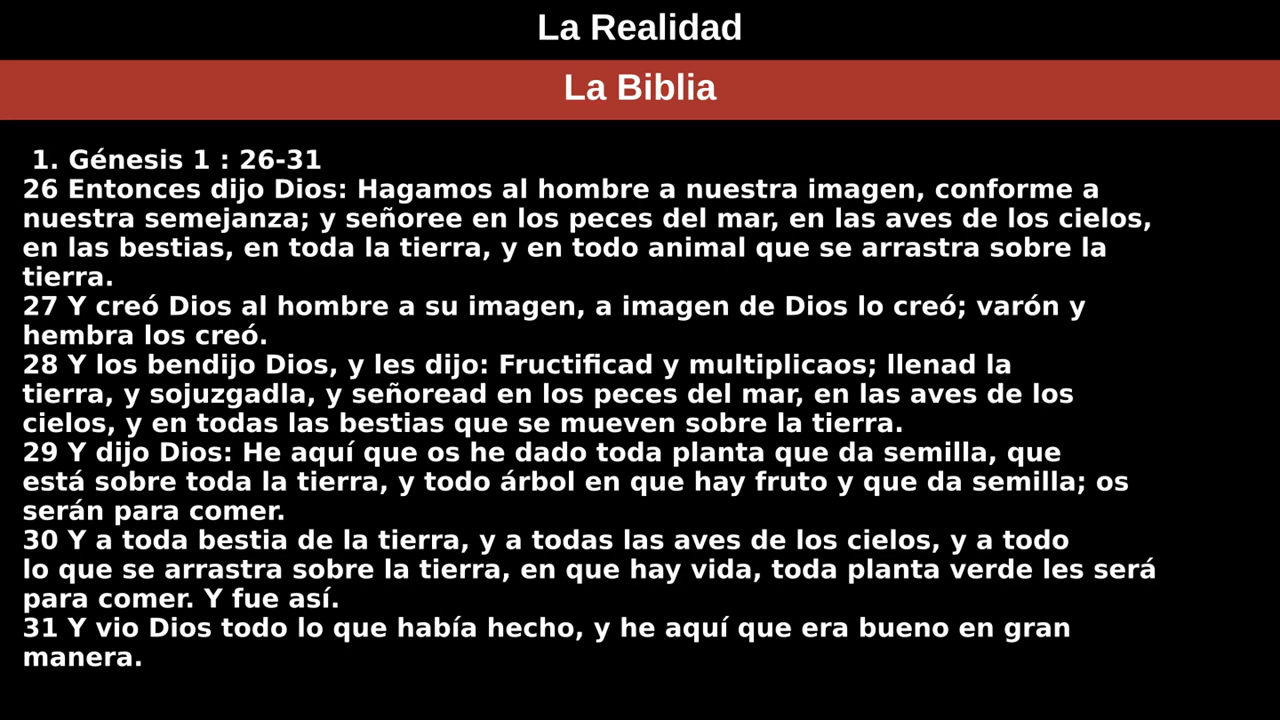 La Realidad
La Biblia
1. Génesis 1 : 26-31
26 Entonces dijo Dios: Hagamos al hombre a nuestra imagen, conforme a
nuestra semejanza; y señoree en los peces del mar, en las aves de los cielos,
en las bestias, en toda la tierra, y en todo animal que se arrastra sobre la
tierra.
27 Y creó Dios al hombre a su imagen, a imagen de Dios lo creó; varón y
hembra los creó.
28 Y los bendijo Dios, y les dijo: Fructificad y multiplicaos; llenad la
tierra, y sojuzgadla, y señoread en los peces del mar, en las aves de los
cielos, y en todas las bestias que se mueven sobre la tierra.
29 Y dijo Dios: He aquí que os he dado toda planta que da semilla, que
está sobre toda la tierra, y todo árbol en que hay fruto y que da semilla; os
serán para comer.
30 Y a toda bestia de la tierra, y a todas las aves de los cielos, y a todo
lo que se arrastra sobre la tierra, en que hay vida, toda planta verde les será
para comer. Y fue así.
31 Y vio Dios todo lo que había hecho, y he aquí que era bueno en gran
manera.